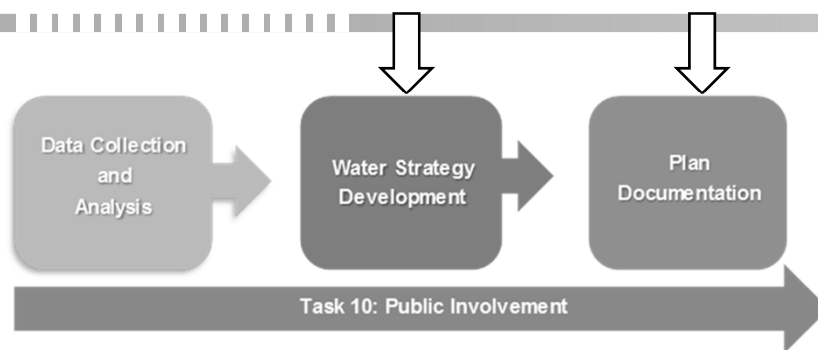 Data Collection
and
Analysis
Water Strategy
Development
Plan
Documentation
Task 10: Public Involvement